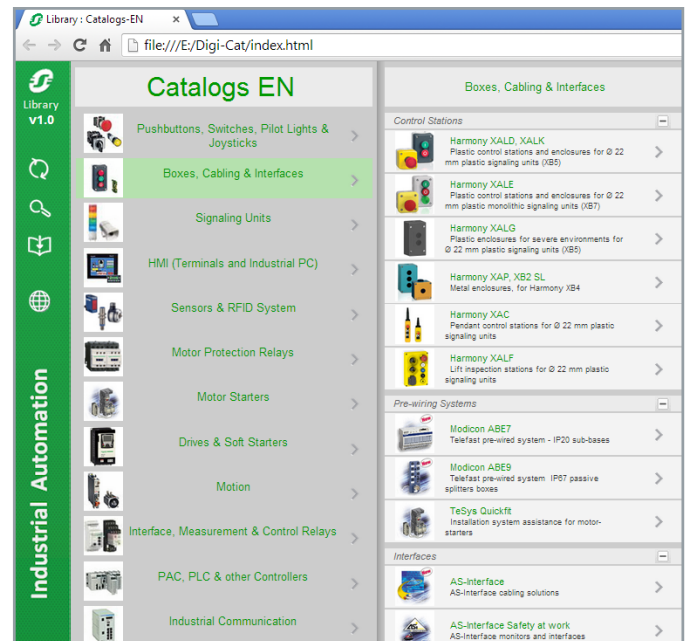 Library : Catalogs-EN ×
file:///E:/Digi-Cat/index.html
Library
v1.0
Industrial Automation
Catalogs EN
Pushbuttons, Switches, Pilot Lights &
Joysticks
Boxes, Cabling & Interfaces
Signaling Units
HMI (Terminals and Industrial PC)
Sensors & RFID System
Motor Protection Relays
Motor Starters
Drives & Soft Starters
Motion
Interface, Measurement & Control Relays
PAC, PLC & other Controllers
Industrial Communication
Boxes, Cabling & Interfaces
Control Stations
Harmony XALD, XALK
Plastic control stations and enclosures for Ø 22
mm plastic signaling units (XB5)
Harmony XALE
Plastic control stations and enclosures for Ø 22
mm plastic monolithic signaling units (XB7)
Harmony XALG
Plastic enclosures for severe environments for
Ø 22 mm plastic signaling units (XB5)
Harmony XAP, XB2 SL
Metal enclosures, for Harmony XB4
Harmony XAC
Pendant control stations for Ø 22 mm plastic
signaling units
Harmony XALF
Lift inspection stations for Ø 22 mm plastic
signaling units
Pre-wiring Systems
Modicon ABE7
Telefast pre-wired system - IP20 sub-bases
Modicon ABE9
Telefast pre-wired system IP67 passive
splitters boxes
TeSys Quickfit
Installation system assistance for motor-
starters
Interfaces
AS-Interface
AS-Interface cabling solutions
AS-Interface Safety at work
AS-Interface monitors and interfaces